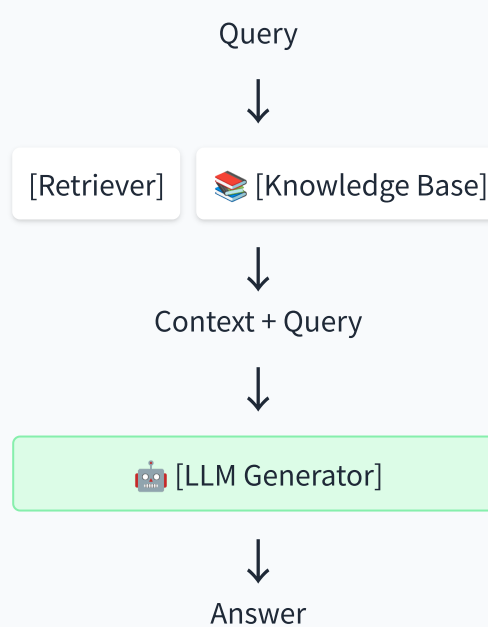 Query
↓
[Retriever] 📚 [Knowledge Base]
↓
Context + Query
↓
🤖 [LLM Generator]
↓
Answer